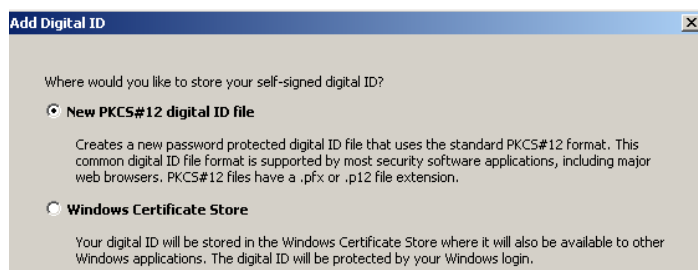 Add Digital ID
Where would you like to store your self-signed digital ID?
New PKCS#12 digital ID file
Creates a new password protected digital ID file that uses the standard PKCS#12 format. This
common digital ID file format is supported by most security software applications, including major
web browsers. PKCS#12 files have a .pfx or .p12 file extension.
Windows Certificate Store
Your digital ID will be stored in the Windows Certificate Store where it will also be available to other
Windows applications. The digital ID will be protected by your Windows login.